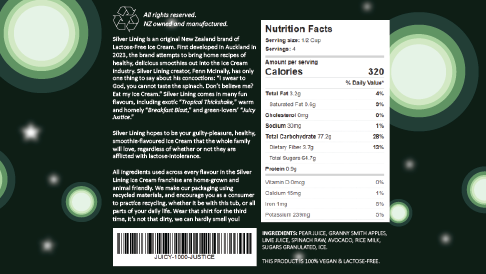 All rights reserved.
NZ owned and manufactured.
Silver Lining is an original New Zealand brand of
Lactose-Free Ice Cream. First developed in Auckland in
2023, the brand attempts to bring home recipes of
healthy, delicious smoothies out into the Ice Cream
Industry. Silver Lining creator, Fenn McInally, has only
one thing to say about his concoctions: "I swear to
God, you cannot taste the spinach. Don't believe me?
Eat my Ice Cream." Silver Lining comes in many fun
flavours, including exotic "Tropical Thickshake," warm
and homely "Breakfast Blast," and green-lovers' "Juicy
Justice."
Silver Lining hopes to be your guilty-pleasure, healthy,
smoothie-flavoured Ice Cream that the whole family
will love, regardless of whether or not they are
afflicted with lactose-intolerance.
All ingredients used across every flavour in the Silver
Lining Ice Cream franchise are home-grown and
animal friendly. We make our packaging using
recycled materials, and encourage you as a consumer
to practice recycling, whether it be with this tub, or all
parts of your daily life. Wear that shirt for the third
time, it's not that dirty, we can hardly smell you!
JUICY-1000-JUSTICE
Nutrition Facts
Serving size: 1/2 Cup
Servings: 4
Amount per serving
Calories 320
% Daily Value*
Total Fat 3.2g 4%
Saturated Fat 0.6g 3%
Cholesterol 0mg 0%
Sodium 30mg 1%
Total Carbohydrate 77.2g 28%
Dietary Fiber 3.7g 13%
Total Sugars 64.7g
Protein 0.9g
Vitamin D 0mcg 0%
Calcium 15mg 1%
Iron 1mg
Potassium
INGREDIENTS: PEAR JUICE, GRANNY SMITH APPLES,
LIME JUICE, SPINACH RAW, AVOCADO, RICE MILK,
SUGARS GRANULATED, ICE.
THIS PRODUCT IS 100% VEGAN & LACTOSE-FREE.